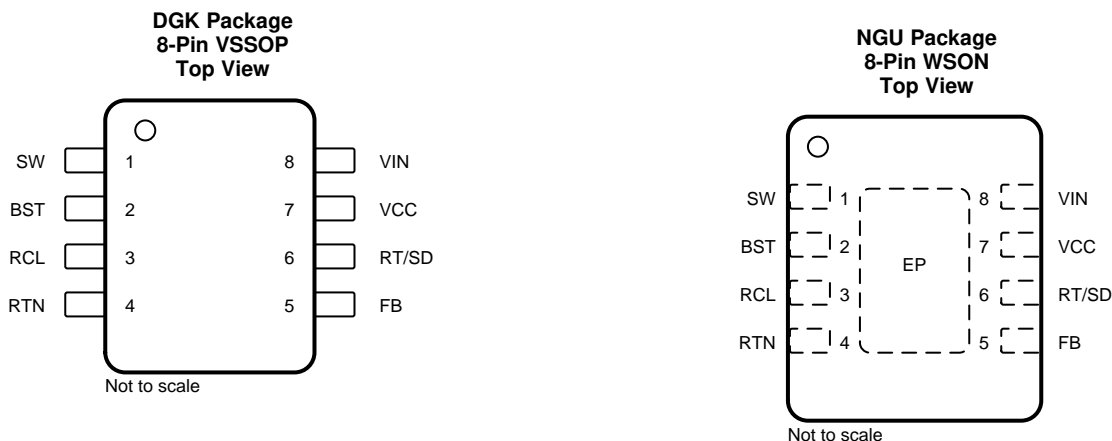 DGK Package
8-Pin VSSOP
Top View
SW 1 8 VIN
BST 2 7 VCC
RCL 3 6 RT/SD
RTN 4 5 FB
Not to scale
NGU Package
8-Pin WSON
Top View
SW 1 8 VIN
BST 2 7 VCC
EP
RCL 3 6 RT/SD
RTN 4 5 FB
Not to scale